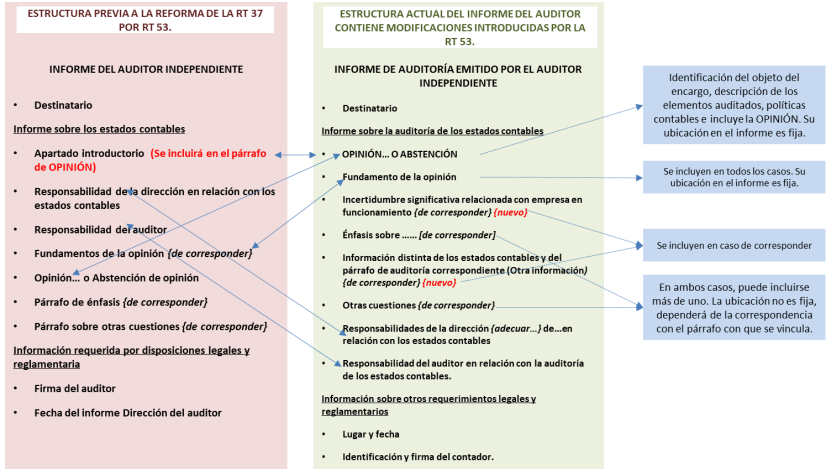 ESTRUCTURA PREVIA A LA REFORMA DE LA RT 37
POR RT 53.
INFORME DEL AUDITOR INDEPENDIENTE
• Destinatario
Informe sobre los estados contables
• Apartado introductorio (Se incluirá en el párrafo
de OPINIÓN)
• Responsabilidad de la dirección en relación con los
estados contables
• Responsabilidad del auditor
• Fundamentos de la opinión {de corresponder}
• Opinión... o Abstención de opinión
• Párrafo de énfasis {de corresponder}
• Párrafo sobre otras cuestiones {de corresponder}
Información requerida por disposiciones legales y
reglamentaria
• Firma del auditor
• Fecha del informe Dirección del auditor
ESTRUCTURA ACTUAL DEL INFORME DEL AUDITOR
CONTIENE MODIFICACIONES INTRODUCIDAS POR LA
RT 53.
INFORME DE AUDITORÍA EMITIDO POR EL AUDITOR
INDEPENDIENTE
• Destinatario
Informe sobre la auditoría de los estados contables
• OPINIÓN... O ABSTENCIÓN
• Fundamento de la opinión
• Incertidumbre significativa relacionada con empresa en
funcionamiento {de corresponder} {nuevo}
• Énfasis sobre ...... [de corresponder]
• Información distinta de los estados contables y del
párrafo de auditoría correspondiente (Otra información)
{de corresponder} {nuevo}
• Otras cuestiones {de corresponder}
• Responsabilidades de la dirección {adecuar...} de...en
relación con los estados contables
• Responsabilidad del auditor en relación con la auditoría
de los estados contables.
Información sobre otros requerimientos legales y
reglamentarios
• Lugar y fecha
• Identificación y firma del contador.
Identificación del objeto del
encargo, descripción de los
elementos auditados, políticas
contables e incluye la OPINIÓN. Su
ubicación en el informe es fija.
Se incluyen en todos los casos. Su
ubicación en el informe es fija.
Se incluyen en caso de corresponder
En ambos casos, puede incluirse
más de uno. La ubicación no es fija,
dependerá de la correspondencia
con el párrafo con que se vincula.